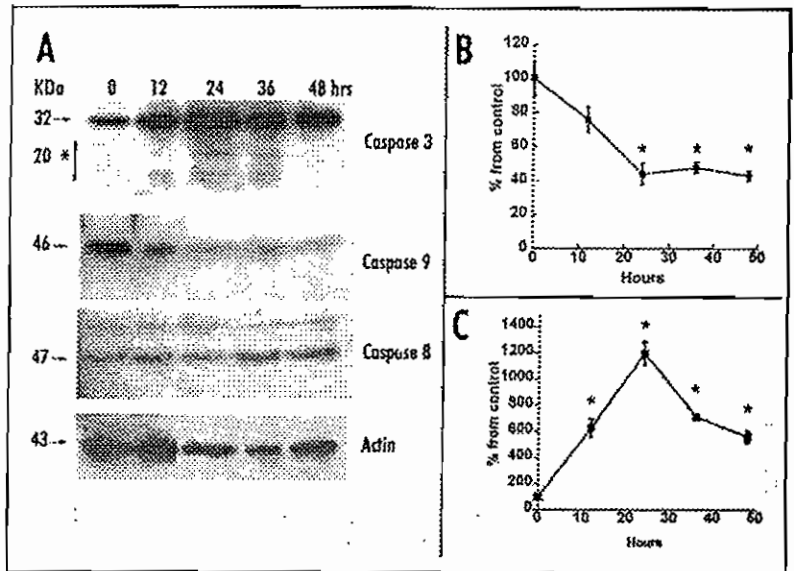 A
KDa 0 12 24 36 48 hrs
32
20 *
Caspase 3
46
Caspase 9
47
Caspase 8
43
Actin
B
120
100
80
60
40
20
0
% from control
* * *
0 10 20 30 40 50
Hours
C
1400
1200
1000
800
600
400
200
0
% from control
* * * *
0 10 20 30 40 50
Hours